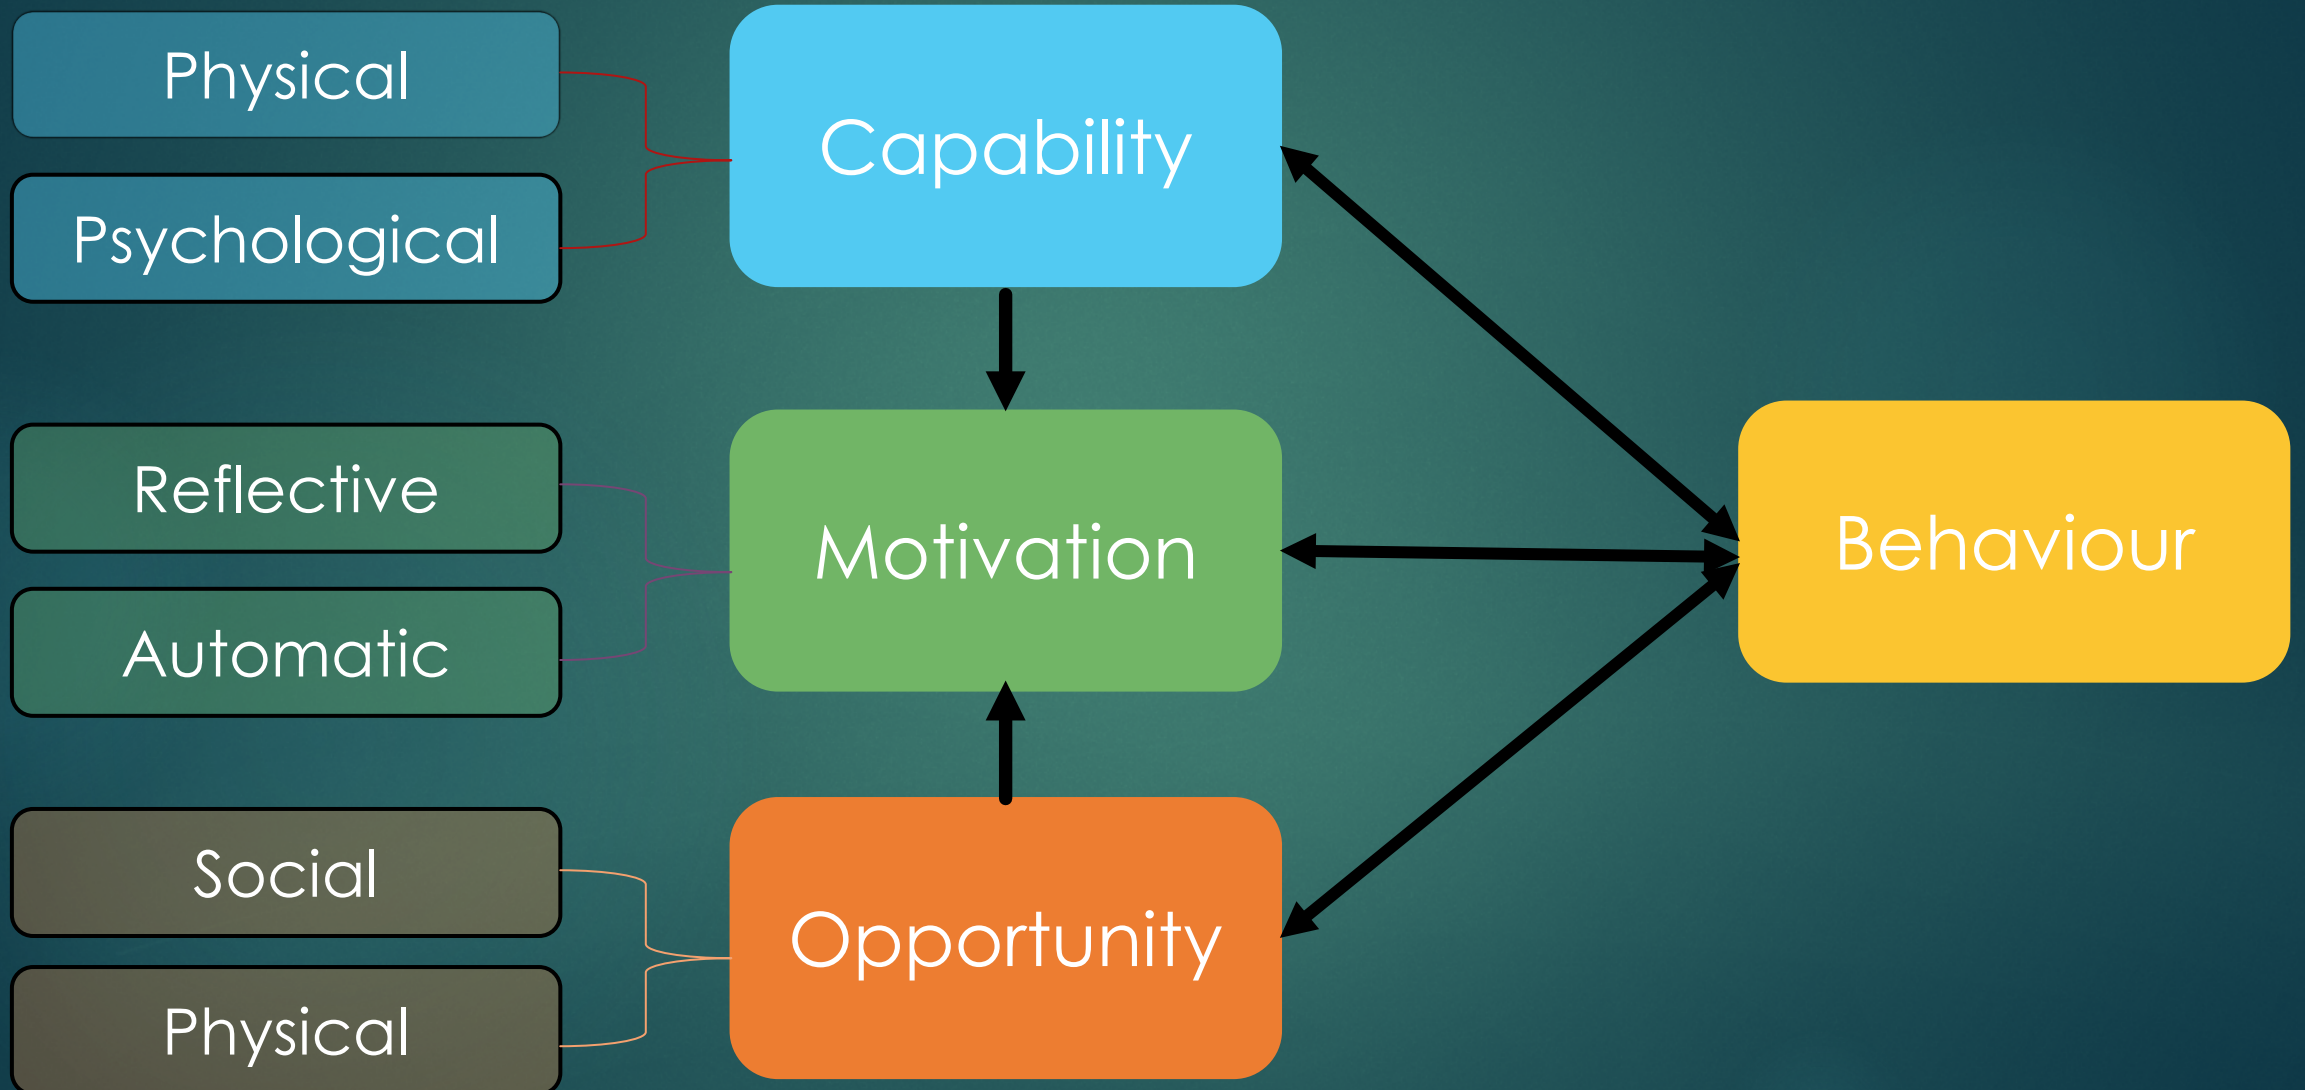 Physical
Psychological
Capability
Reflective
Automatic
Motivation
Behaviour
Social
Physical
Opportunity